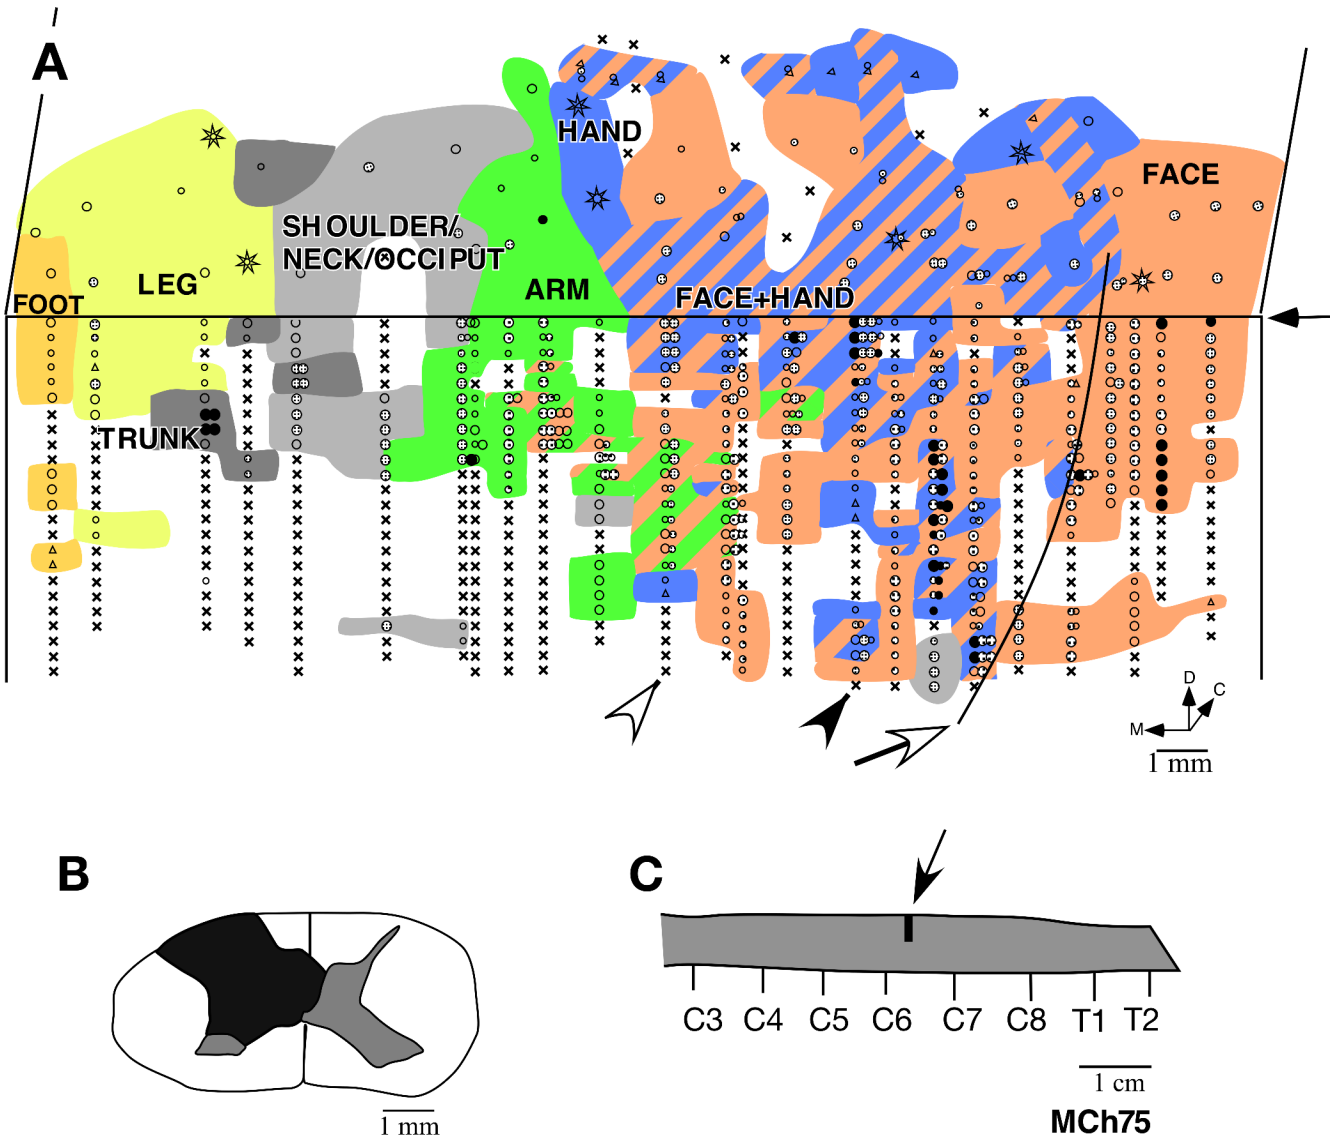 A
HAND
FACE
SHOULDER/
NECK/OCCIPUT
LEG
FOOT
ARM
FACE+HAND
TRUNK
D
C
M
1 mm
B
C
C3 C4 C5 C6 C7 C8 T1 T2
1 cm
1 mm
MCh75